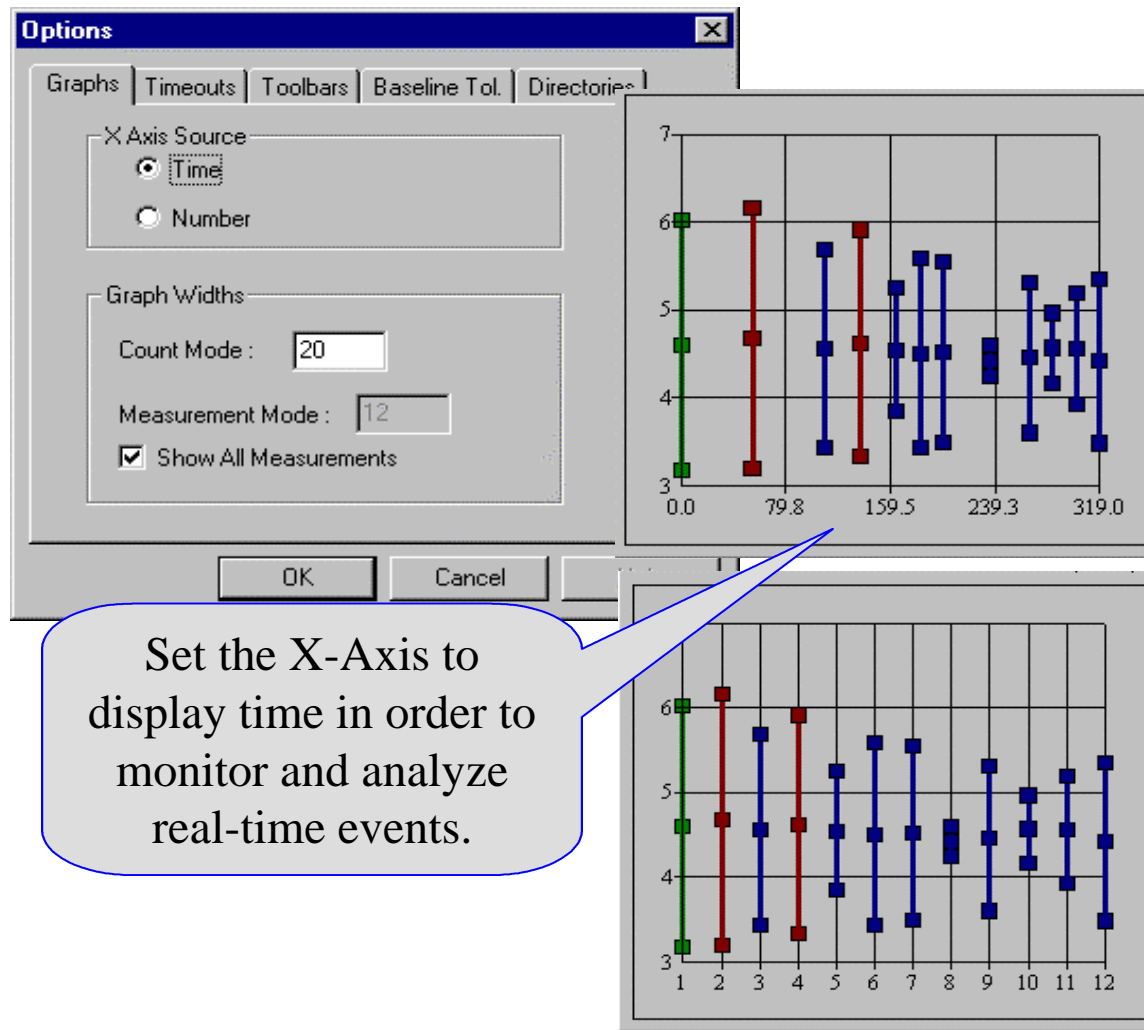 Options
Graphs Timeouts Toolbars Baseline Tol. Directories
X Axis Source
Time
Number
Graph Widths
Count Mode : 20
Measurement Mode : 12
Show All Measurements
OK Cancel
7
6
5
4
3
0.0 79.8 159.5 239.3 319.0
Set the X-Axis to
display time in order to
monitor and analyze
real-time events.
6
5
4
3
1 2 3 4 5 6 7 8 9 10 11 12